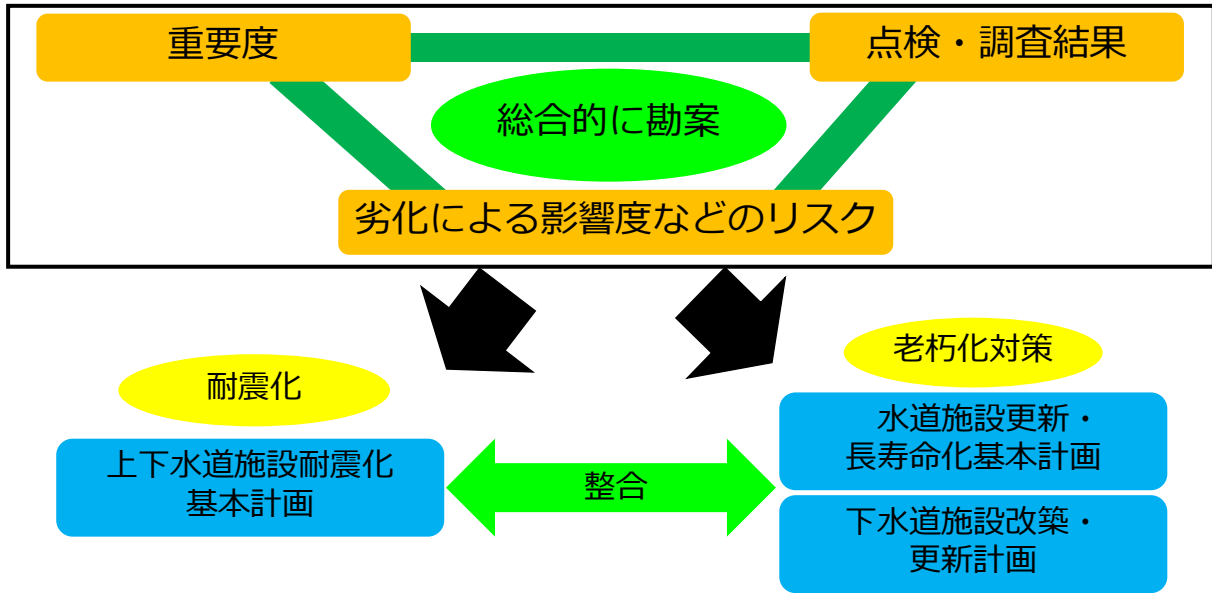 重要度
点検・調査結果
総合的に勘案
劣化による影響度などのリスク
耐震化
上下水道施設耐震化
基本計画
整合
老朽化対策
水道施設更新・
長寿命化基本計画
下水道施設改築・
更新計画